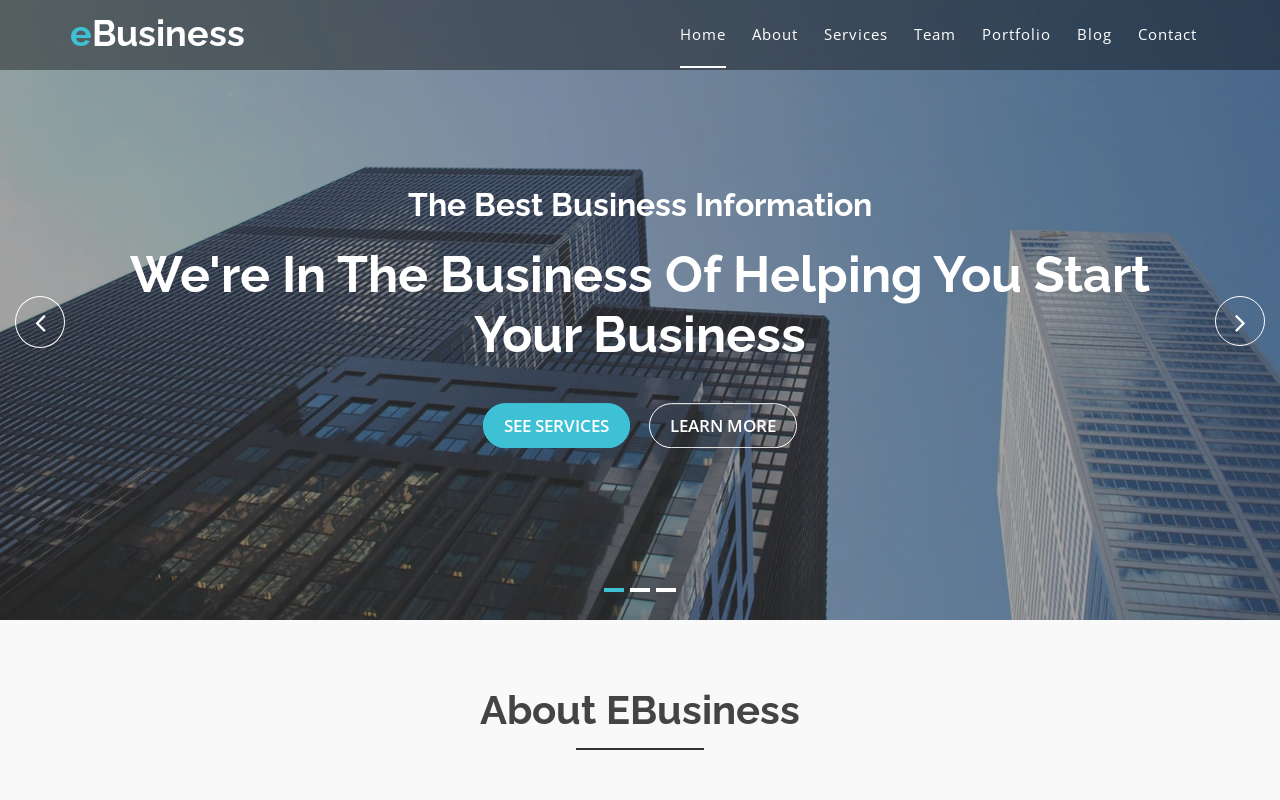 eBusiness
Home About Services Team Portfolio Blog Contact
The Best Business Information
We're In The Business Of Helping You Start
Your Business
SEE SERVICES LEARN MORE
About EBusiness